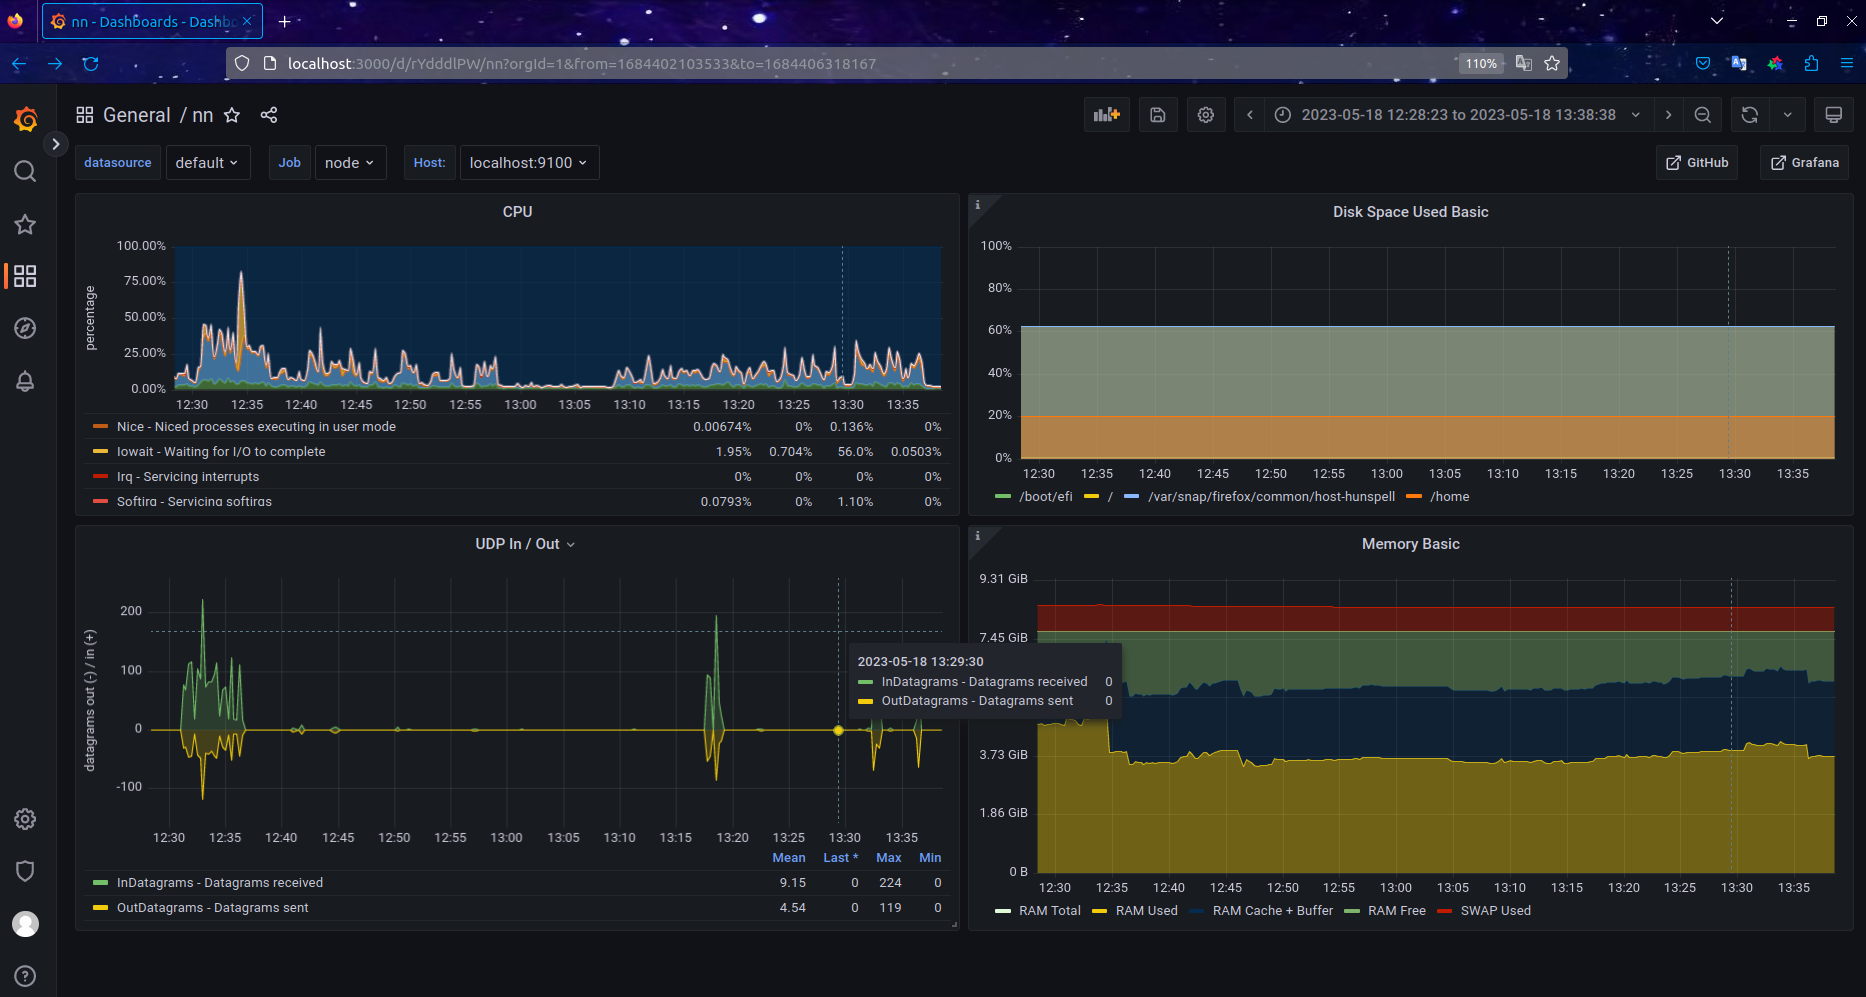 nn - Dashboards - Dashbo
localhost:3000/d/rYdddlPW/nn?orgId=1&from=1684402103533&to=1684406318167
110%
General / nn
2023-05-18 12:28:23 to 2023-05-18 13:38:38
datasource default Job node Host: localhost:9100
GitHub Grafana
CPU
percentage
100.00%
75.00%
50.00%
25.00%
0.00%
12:30 12:35 12:40 12:45 12:50 12:55 13:00 13:05 13:10 13:15 13:20 13:25 13:30 13:35
Nice - Niced processes executing in user mode 0.00674% 0% 0.136% 0%
Iowait - Waiting for I/O to complete 1.95% 0.704% 56.0% 0.0503%
Irq - Servicing interrupts 0% 0% 0% 0%
Softirq - Servicing softirqs 0.0793% 0% 1.10% 0%
Disk Space Used Basic
100%
80%
60%
40%
20%
0%
12:30 12:35 12:40 12:45 12:50 12:55 13:00 13:05 13:10 13:15 13:20 13:25 13:30 13:35
/boot/efi / /var/snap/firefox/common/host-hunspell /home
UDP In / Out
datagrams out (-) / in (+)
200
100
0
-100
12:30 12:35 12:40 12:45 12:50 12:55 13:00 13:05 13:10 13:15 13:20 13:25 13:30 13:35
Mean Last * Max Min
InDatagrams - Datagrams received 9.15 0 224 0
OutDatagrams - Datagrams sent 4.54 0 119 0
2023-05-18 13:29:30
InDatagrams - Datagrams received 0
OutDatagrams - Datagrams sent 0
Memory Basic
9.31 GiB
7.45 GiB
3.73 GiB
1.86 GiB
0 B
12:30 12:35 12:40 12:45 12:50 12:55 13:00 13:05 13:10 13:15 13:20 13:25 13:30 13:35
RAM Total RAM Used RAM Cache + Buffer RAM Free SWAP Used